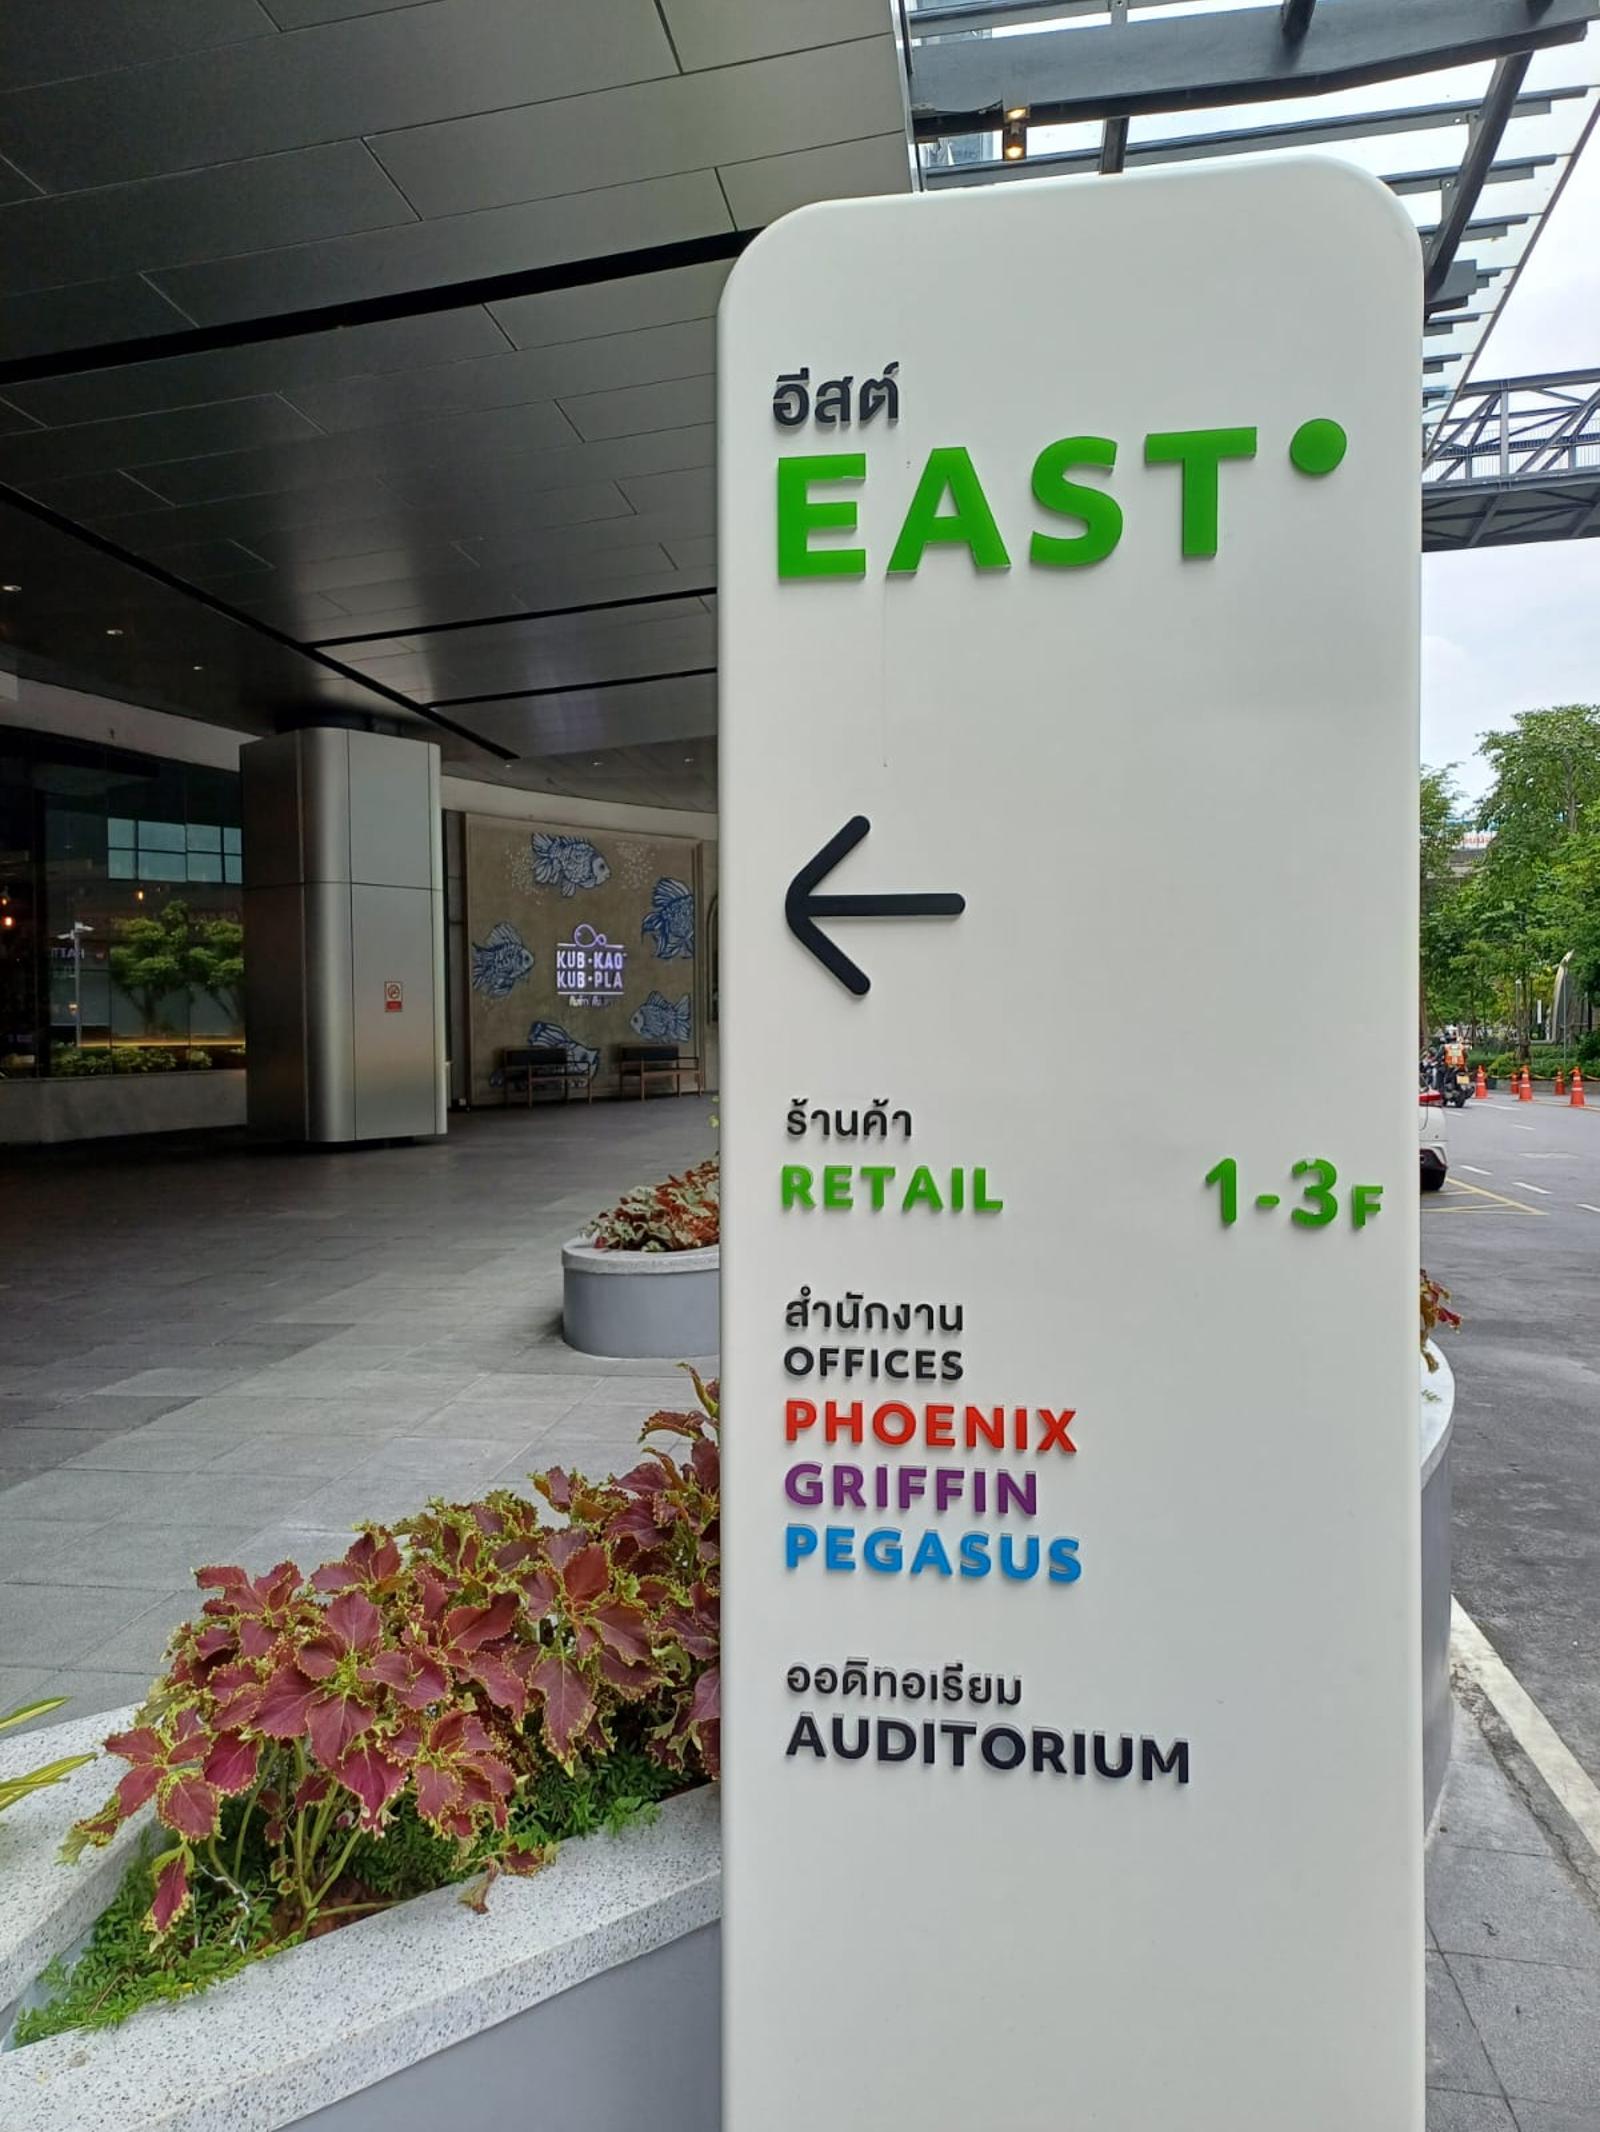 อีสต์
EAST
ร้านค้า
RETAIL 1-3F
สำนักงาน
OFFICES
PHOENIX
GRIFFIN
PEGASUS
ออดิทอเรียม
AUDITORIUM
KUB·KAO
KUB·PLA